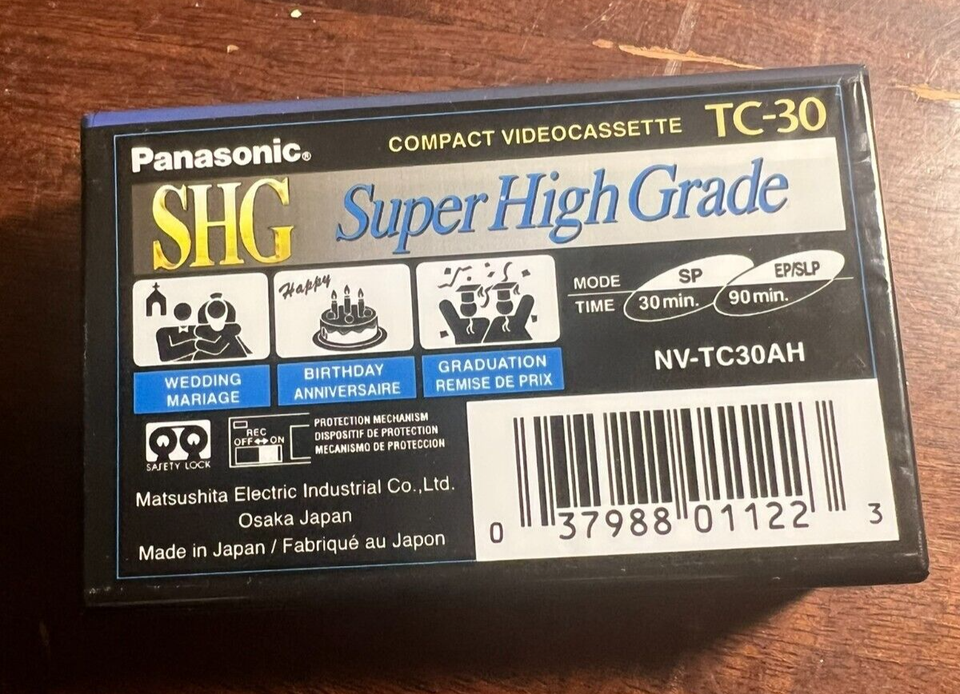 Panasonic®
COMPACT VIDEOCASSETTE TC-30
SHG Super High Grade
Happy
WEDDING
MARIAGE
BIRTHDAY
ANNIVERSAIRE
GRADUATION
REMISE DE PRIX
MODE SP EP/SLP
TIME 30 min. 90 min.
NV-TC30AH
SAFETY LOCK
REC
OFF↔ON
PROTECTION MECHANISM
DISPOSITIF DE PROTECTION
MECANISMO DE PROTECCION
Matsushita Electric Industrial Co.,Ltd.
Osaka Japan
Made in Japan / Fabriqué au Japon
0 37988 01122 3